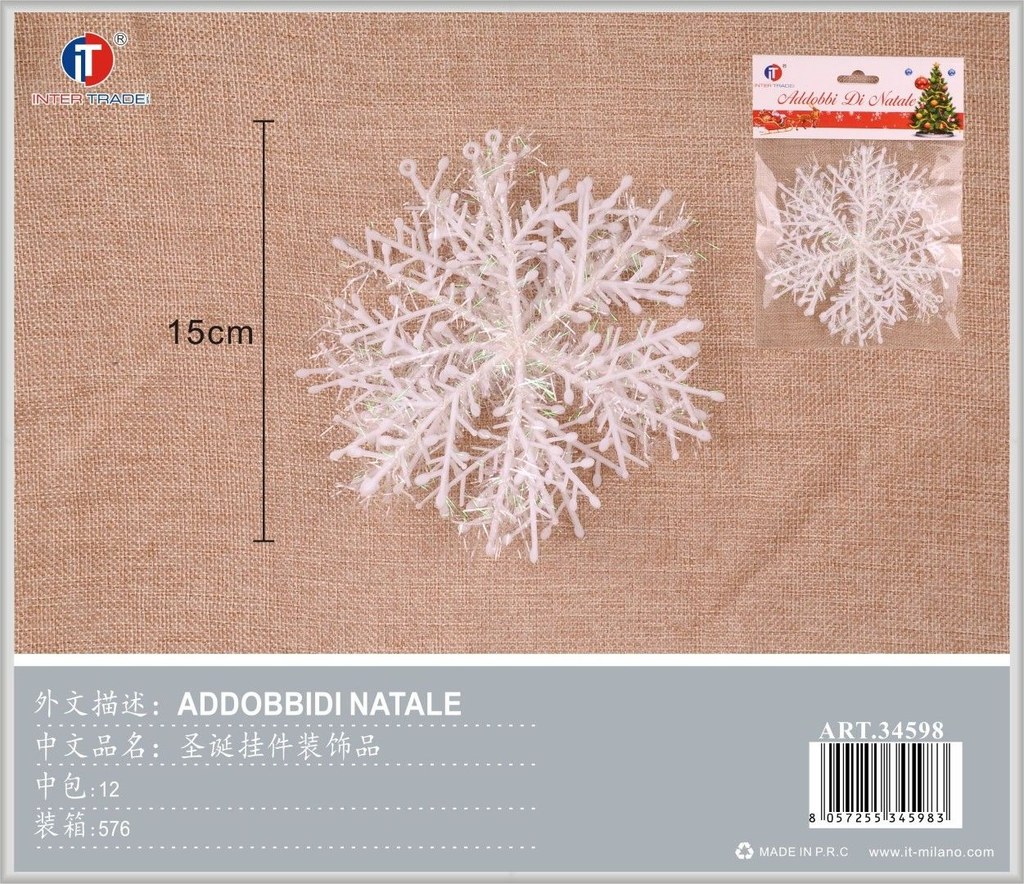 iT ®
INTER TRADE
iT
INTER TRADE
Addobbi Di Natale
15cm
外文描述：ADDOBBIDI NATALE
中文品名：圣诞挂件装饰品
中包:12
装箱:576
ART.34598
8 057255 345983
MADE IN P.R.C www.it-milano.com